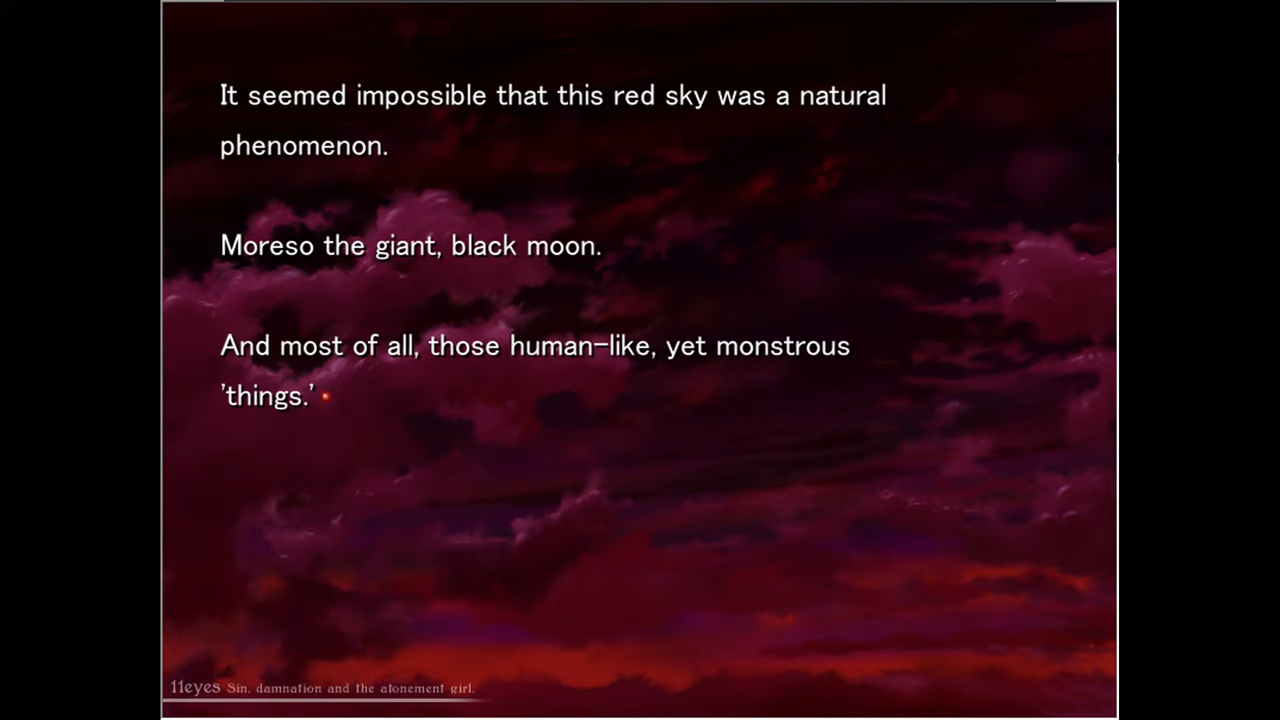 It seemed impossible that this red sky was a natural
phenomenon.
Moreso the giant, black moon.
And most of all, those human-like, yet monstrous
'things.'
11eyes Sin, damnation and the atonement girl.